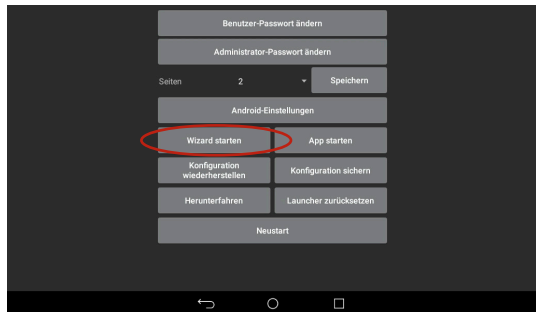 Benutzer-Passwort ändern
Administrator-Passwort ändern
Seiten 2 Speichern
Android-Einstellungen
Wizard starten App starten
Konfiguration
wiederherstellen Konfiguration sichern
Herunterfahren Launcher zurücksetzen
Neustart